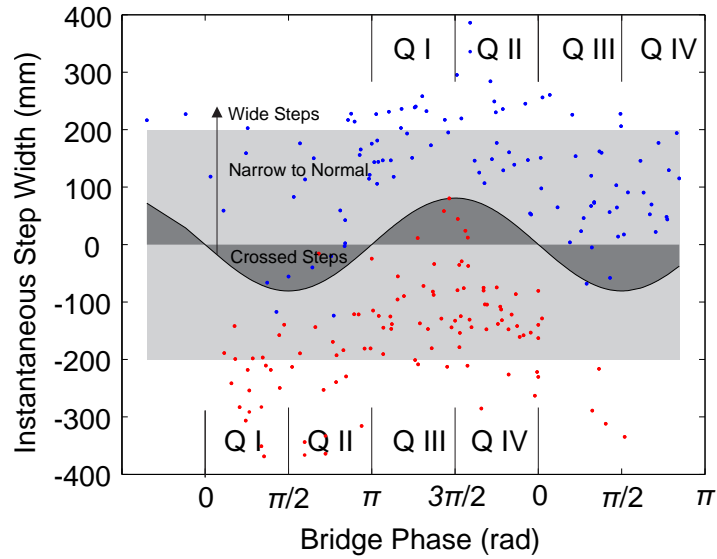 400
300
200
100
0
-100
-200
-300
-400
Instantaneous Step Width (mm)
Q I
Q II
Q III
Q IV
Wide Steps
Narrow to Normal
Crossed Steps
Q I
Q II
Q III
Q IV
0
π/2
π
3π/2
0
π/2
π
Bridge Phase (rad)